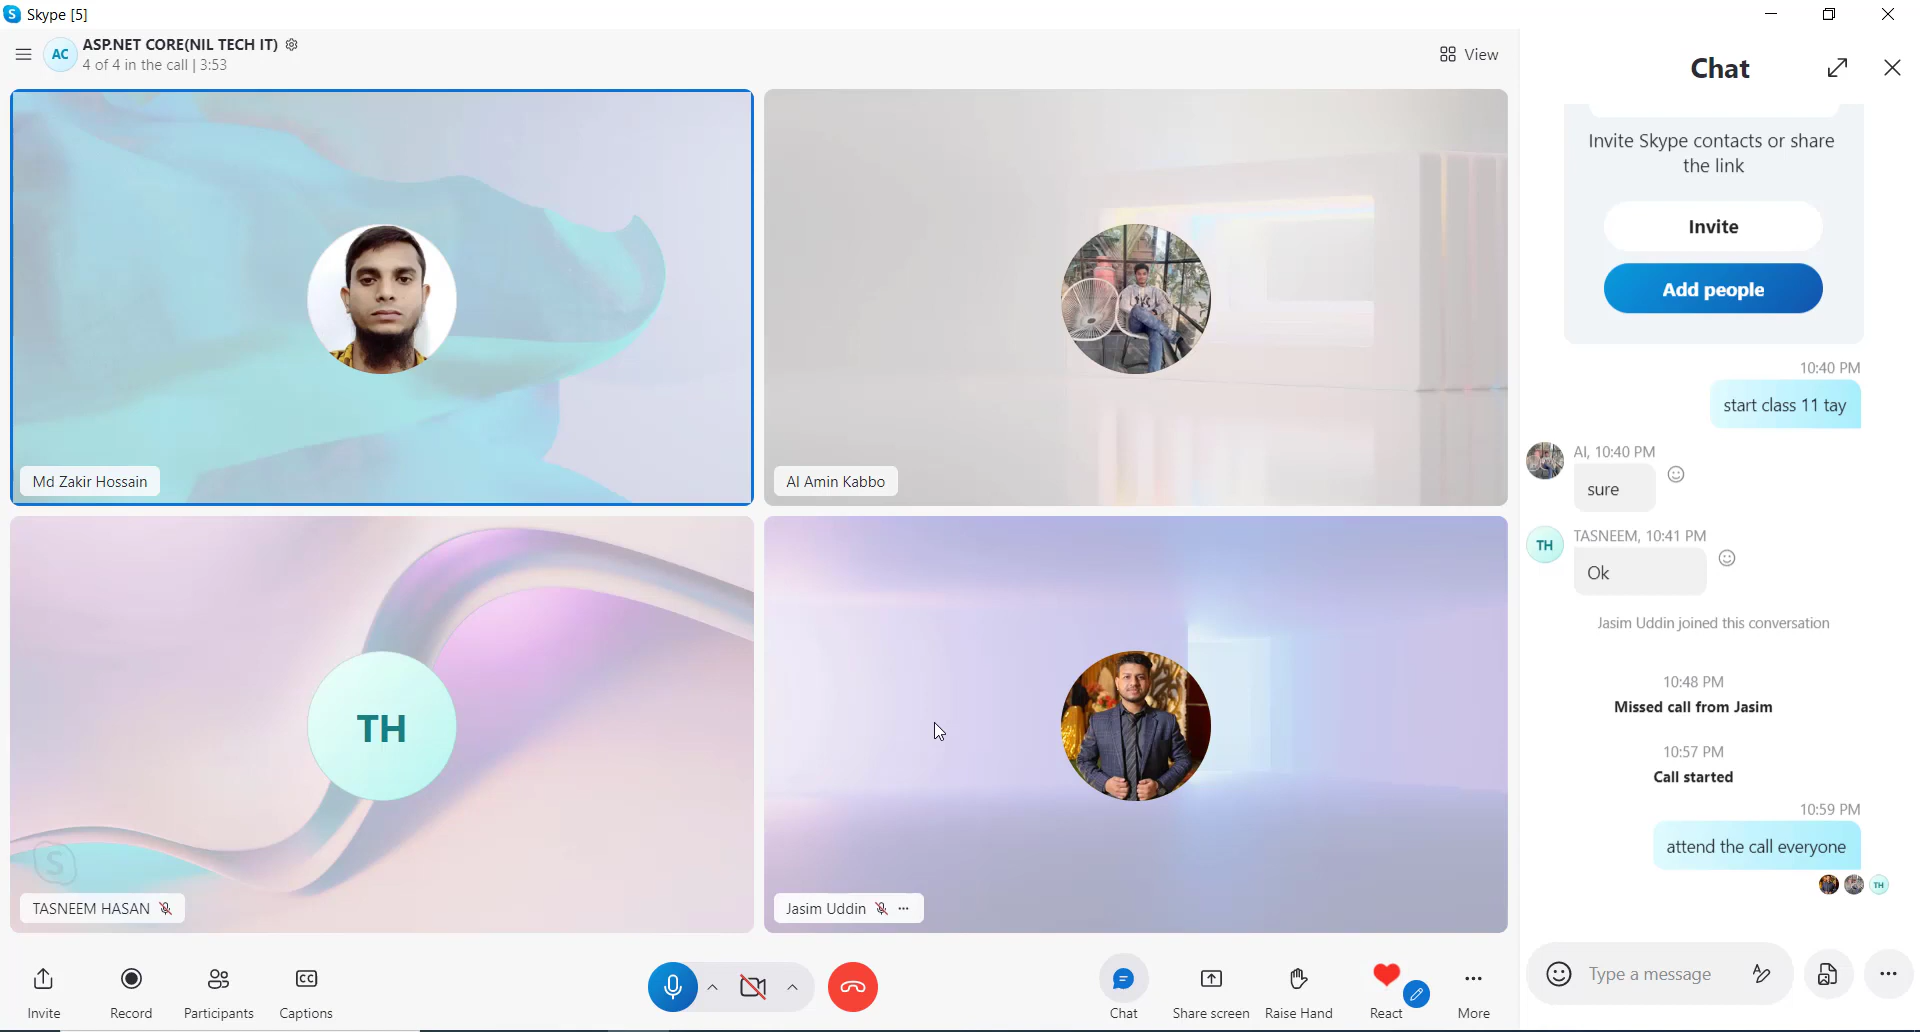 Skype [5]
AC
ASP.NET CORE(NIL TECH IT)
4 of 4 in the call | 3:53
View
Md Zakir Hossain
Al Amin Kabbo
TH
TASNEEM HASAN
Jasim Uddin
Invite
Record
CC
Participants
Captions
Chat
Share screen
Raise Hand
React
More
Chat
Invite Skype contacts or share
the link
Invite
Add people
10:40 PM
start class 11 tay
Al, 10:40 PM
sure
TH
TASNEEM, 10:41 PM
Ok
Jasim Uddin joined this conversation
10:48 PM
Missed call from Jasim
10:57 PM
Call started
10:59 PM
attend the call everyone
TH
Type a message